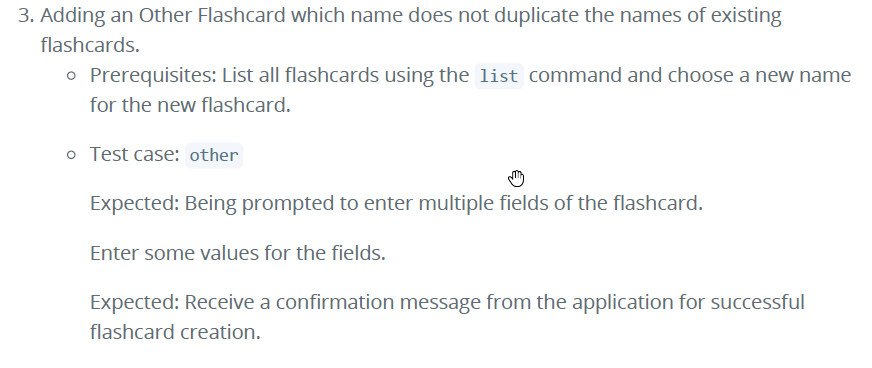 3. Adding an Other Flashcard which name does not duplicate the names of existing
flashcards.
○ Prerequisites: List all flashcards using the list command and choose a new name
for the new flashcard.
○ Test case: other
Expected: Being prompted to enter multiple fields of the flashcard.
Enter some values for the fields.
Expected: Receive a confirmation message from the application for successful
flashcard creation.